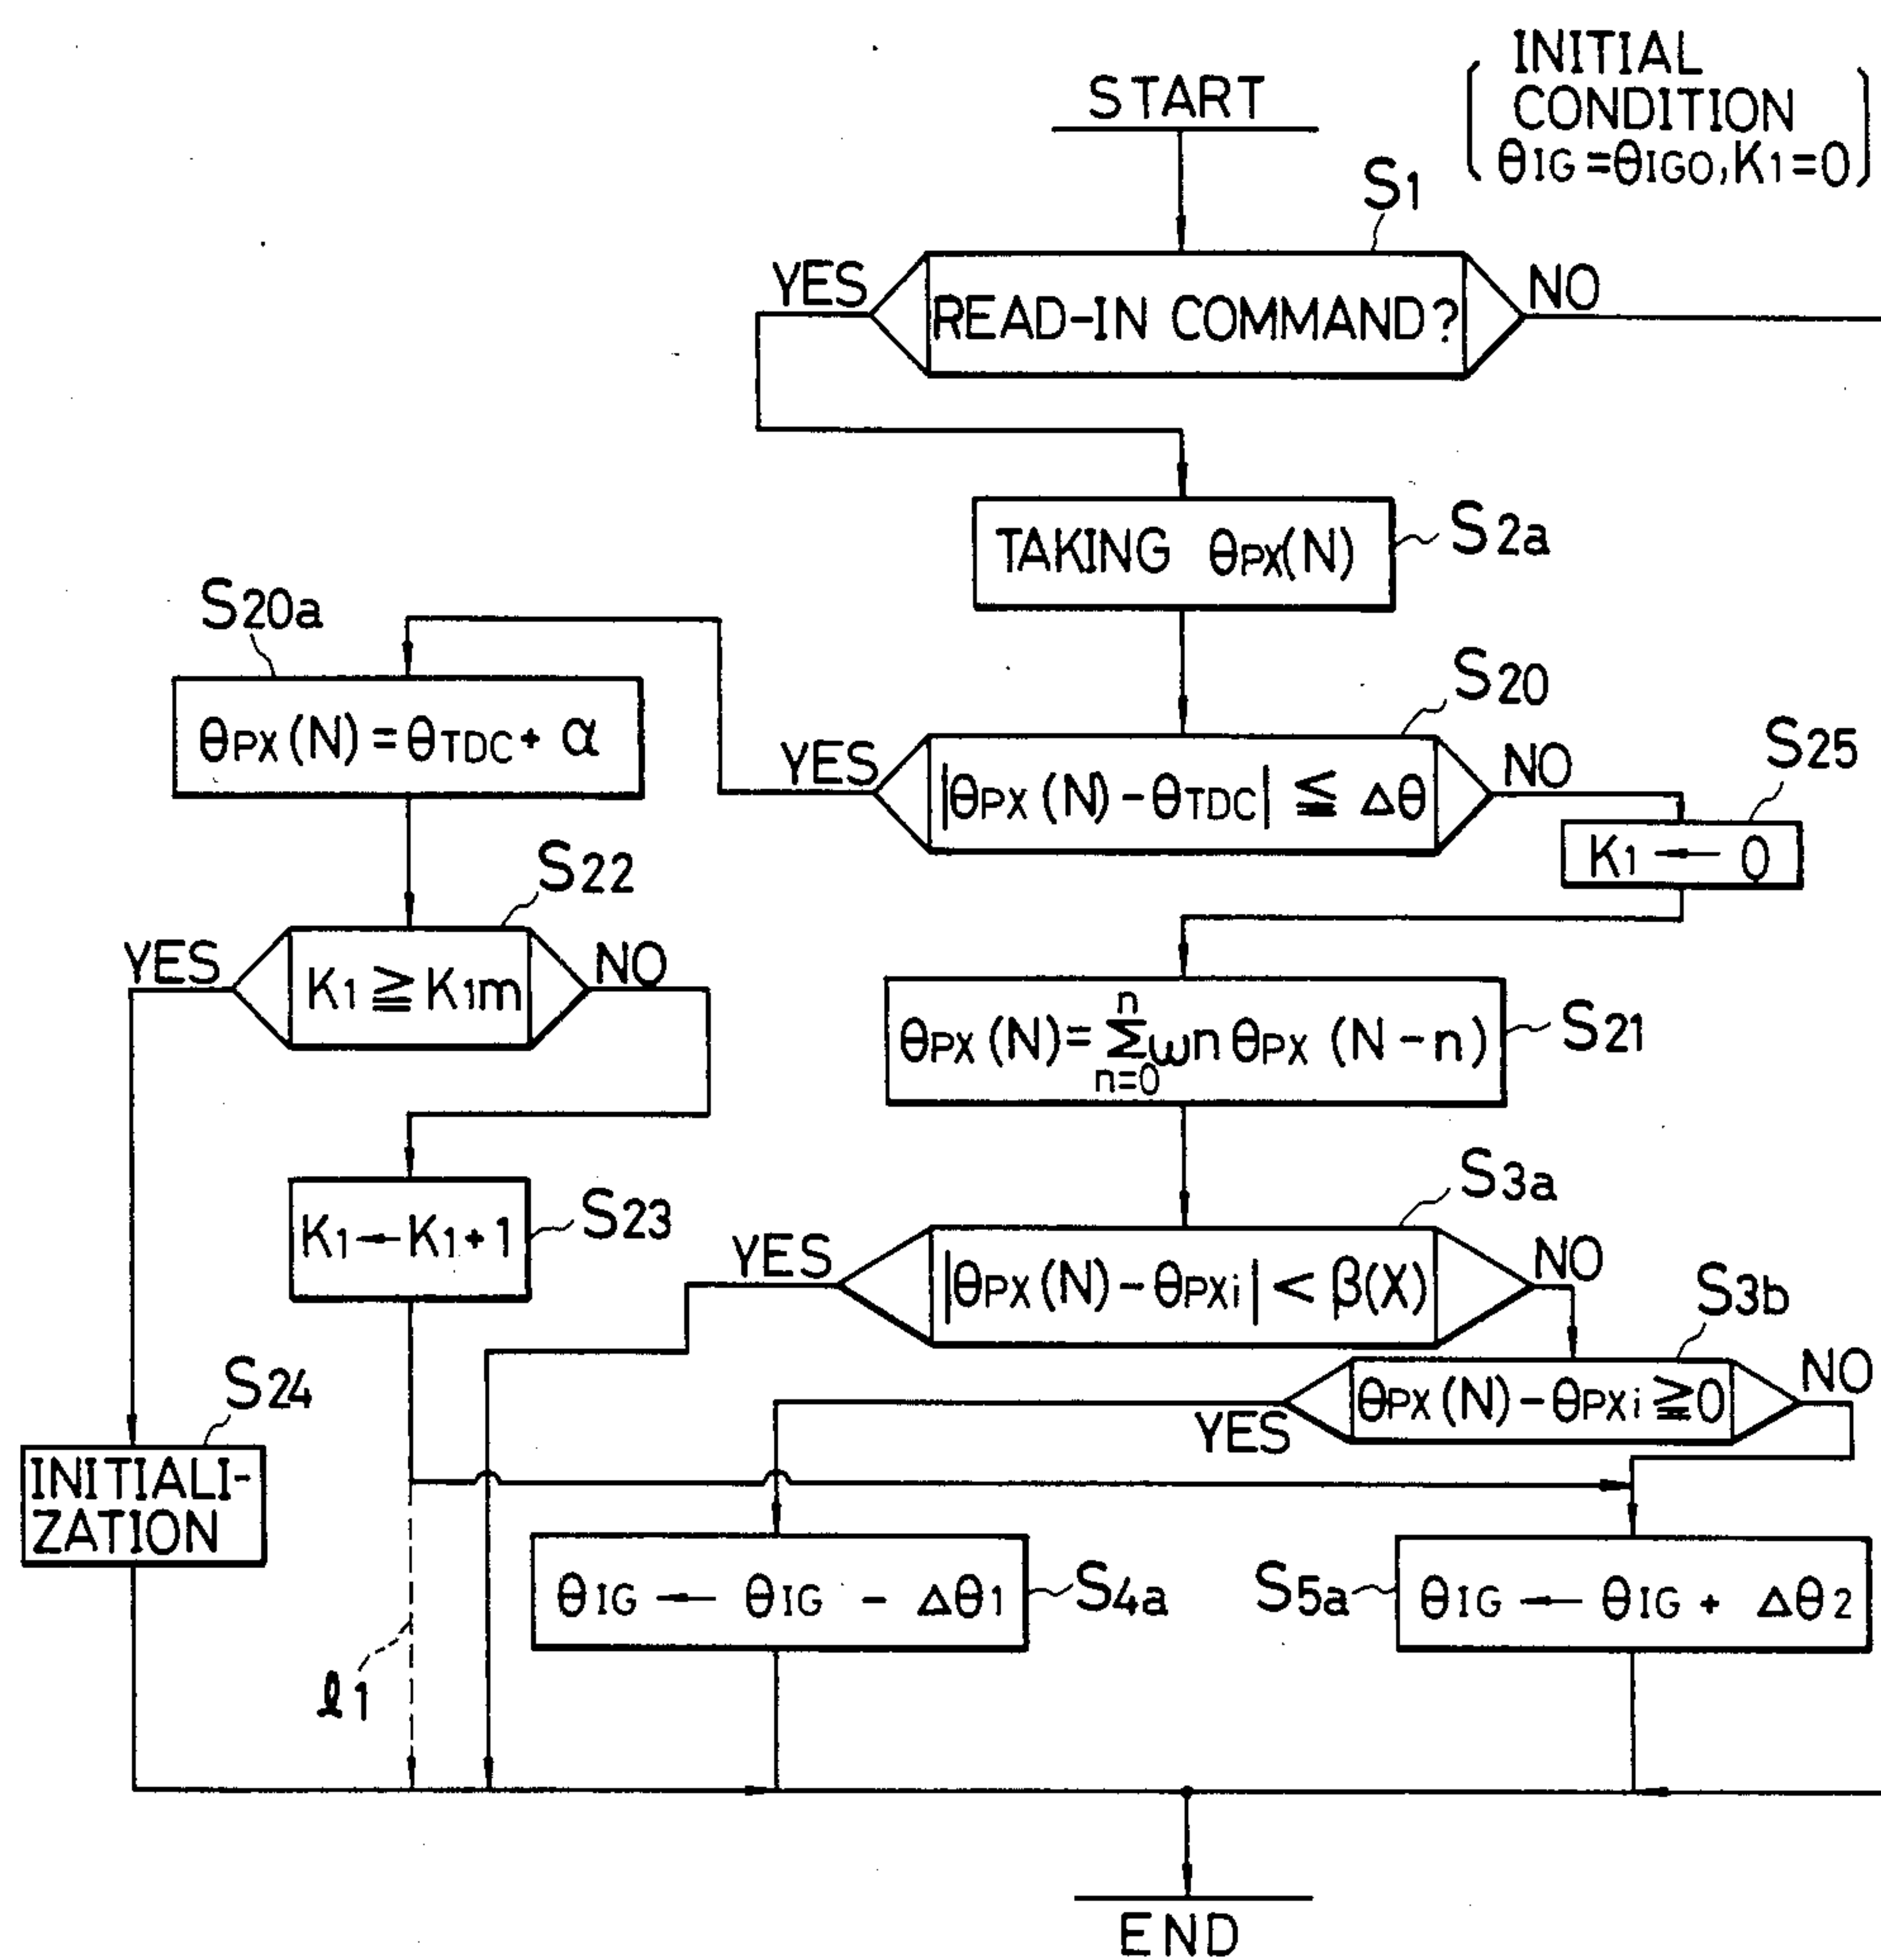 START
INITIAL
CONDITION
θIG=θIGO, K1=0
S1
YES
READ-IN COMMAND?
NO
TAKING θPX(N)
S2a
S20a
θPX(N)=θTDC+α
S20
YES
|θPX(N)-θTDC| ≦ Δθ
NO
S25
K1 ← 0
S22
YES
K1 ≧ K1m
NO
θPX(N)=∑ωnθPX(N-n)
n
n=0
S21
K1←K1+1
S23
S3a
YES
|θPX(N)-θPXi| < β(X)
NO
S3b
θPX(N)-θPXi≧0
YES
NO
S24
INITIALI-
ZATION
θIG ← θIG - Δθ1
S4a
S5a
θIG ← θIG + Δθ2
ℓ1
END